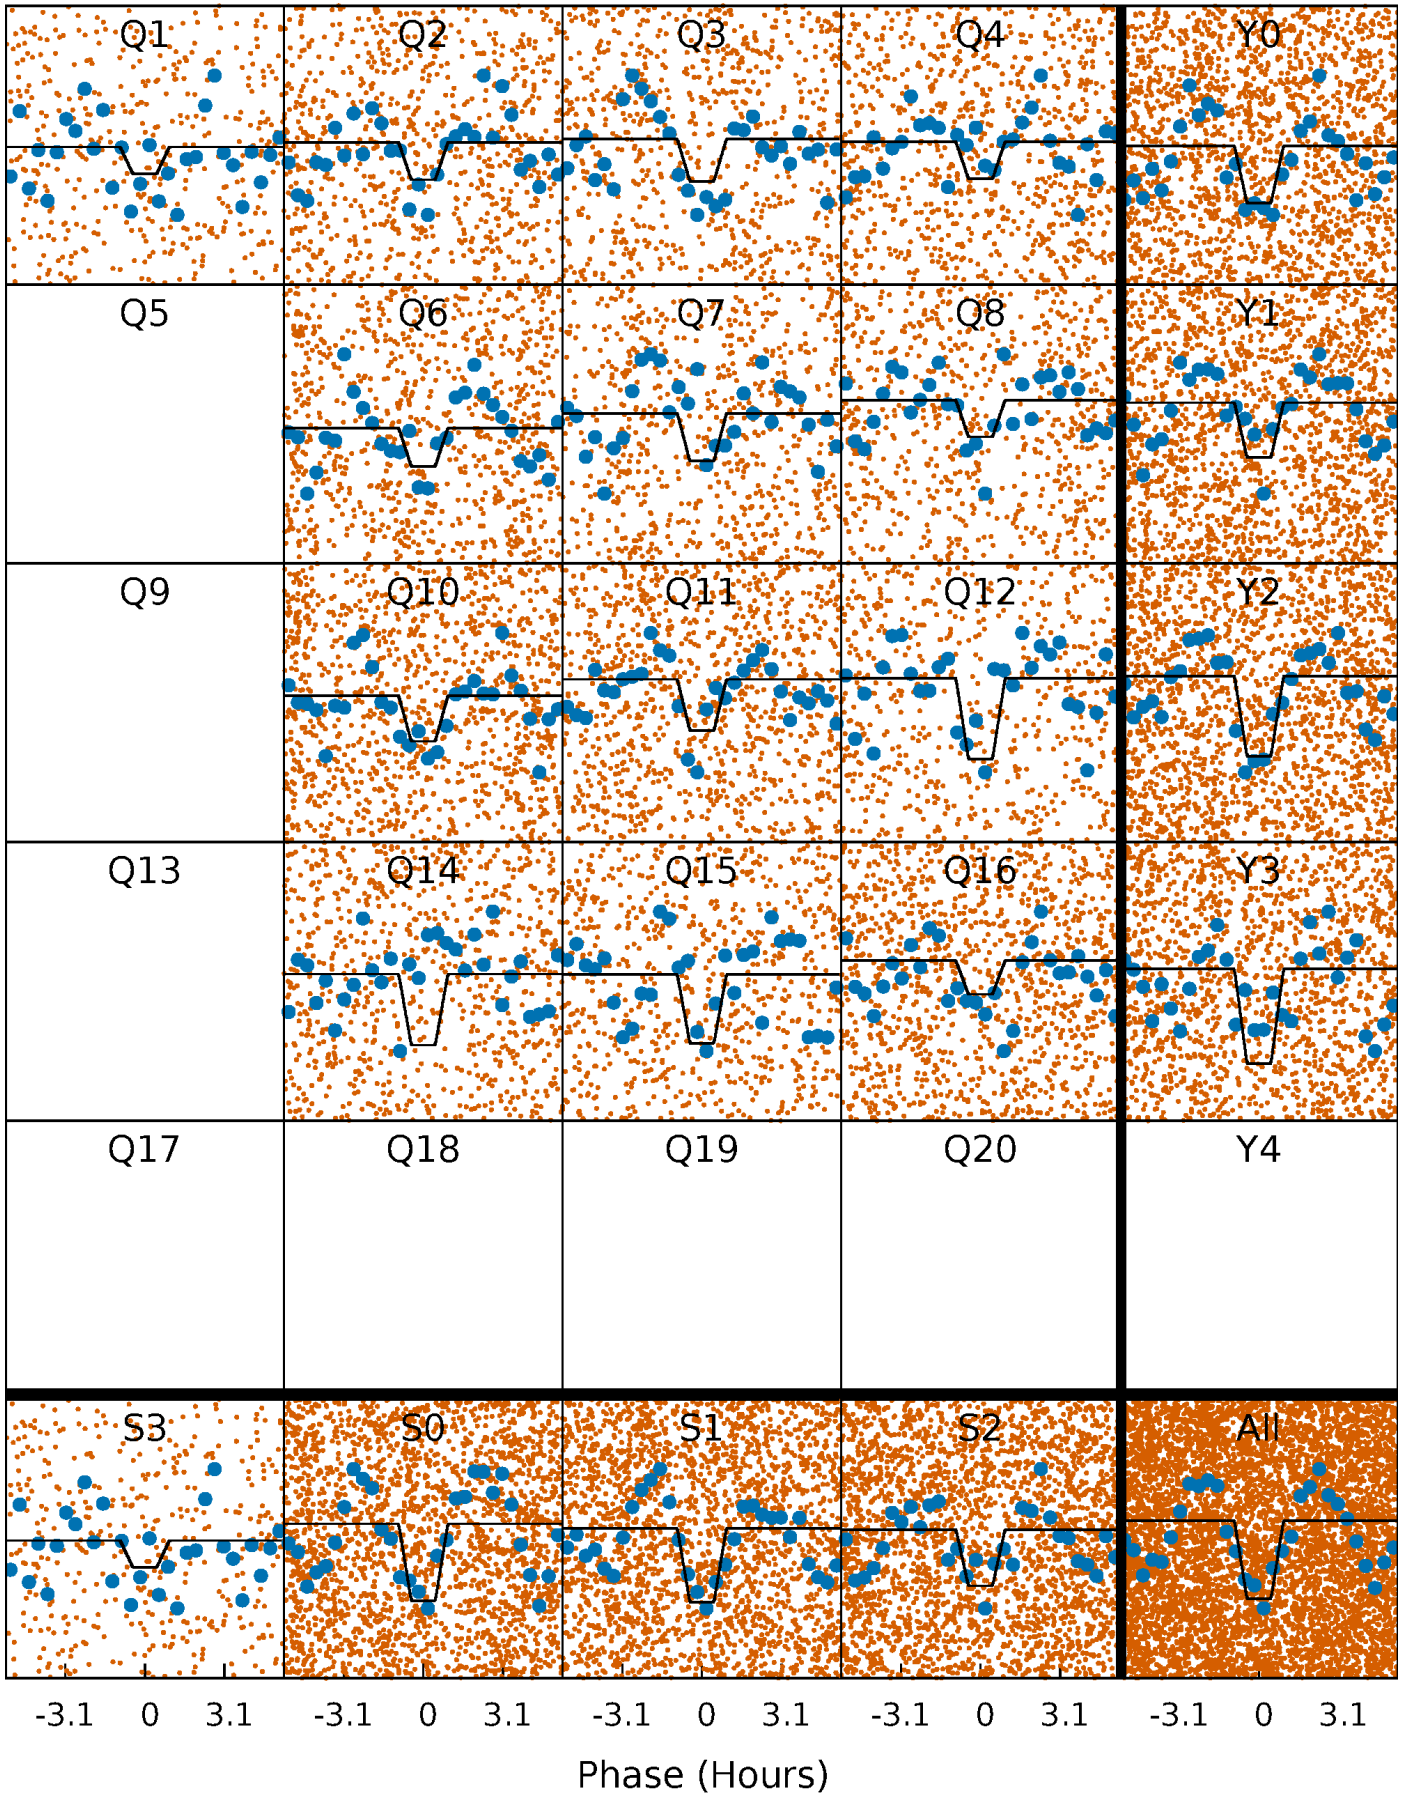 Q1 Q2 Q3 Q4 Y0
Q5 Q6 Q7 Q8 Y1
Q9 Q10 Q11 Q12 Y2
Q13 Q14 Q15 Q16 Y3
Q17 Q18 Q19 Q20 Y4
S3 S0 S1 S2 All
-3.1 0 3.1 -3.1 0 3.1 -3.1 0 3.1 -3.1 0 3.1 -3.1 0 3.1
Phase (Hours)